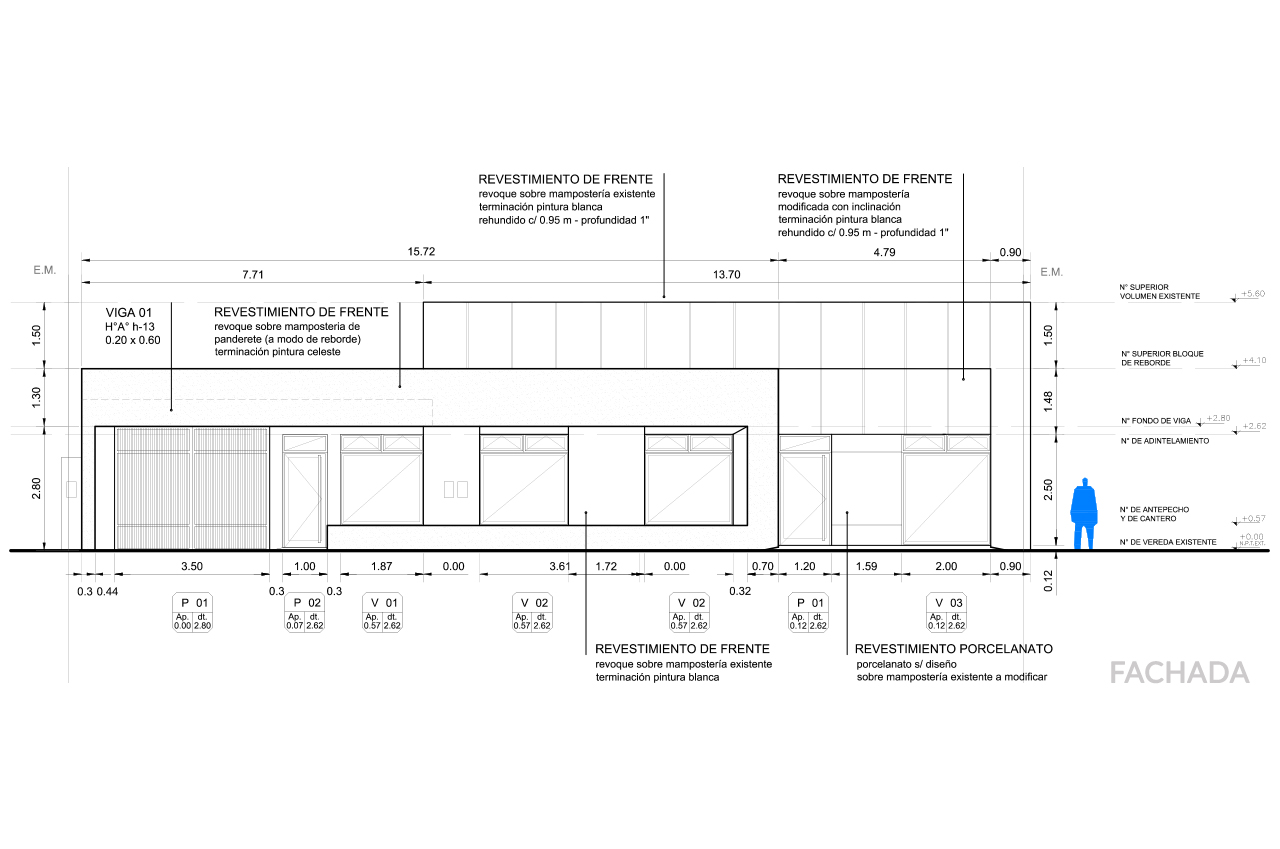 REVESTIMIENTO DE FRENTE
revoque sobre mampostería existente
terminación pintura blanca
rehundido c/ 0.95 m - profundidad 1"
REVESTIMIENTO DE FRENTE
revoque sobre mampostería
modificada con inclinación
terminación pintura blanca
rehundido c/ 0.95 m - profundidad 1"
15.72
4.79
0.90
E.M.
7.71
13.70
E.M.
VIGA 01
H°A° h-13
0.20 x 0.60
REVESTIMIENTO DE FRENTE
revoque sobre mamposteria de
panderete (a modo de reborde)
terminación pintura celeste
1.50
1.30
2.80
1.50
1.48
2.50
0.12
N° SUPERIOR
VOLUMEN EXISTENTE
+5.60
N° SUPERIOR BLOQUE
DE REBORDE
+4.10
N° FONDO DE VIGA
+2.80
+2.62
N° DE ADINTELAMIENTO
N° DE ANTEPECHO
Y DE CANTERO
+0.57
N° DE VEREDA EXISTENTE
+0.00
N.P.T.EXT.
3.50
1.00
1.87
0.00
3.61
1.72
0.00
0.70
1.20
1.59
2.00
0.90
0.3
0.44
0.3
0.3
0.32
P 01
Ap. dt.
0.00 2.80
P 02
Ap. dt.
0.07 2.62
V 01
Ap. dt.
0.57 2.62
V 02
Ap. dt.
0.57 2.62
V 02
Ap. dt.
0.57 2.62
P 01
Ap. dt.
0.12 2.62
V 03
Ap. dt.
0.12 2.62
REVESTIMIENTO DE FRENTE
revoque sobre mampostería existente
terminación pintura blanca
REVESTIMIENTO PORCELANATO
porcelanato s/ diseño
sobre mampostería existente a modificar
FACHADA